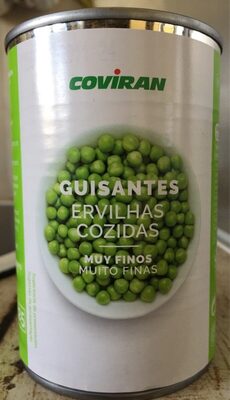 COVIRAN
GUISANTES
ERVILHAS
COZIDAS
MUY FINOS
MUITO FINAS